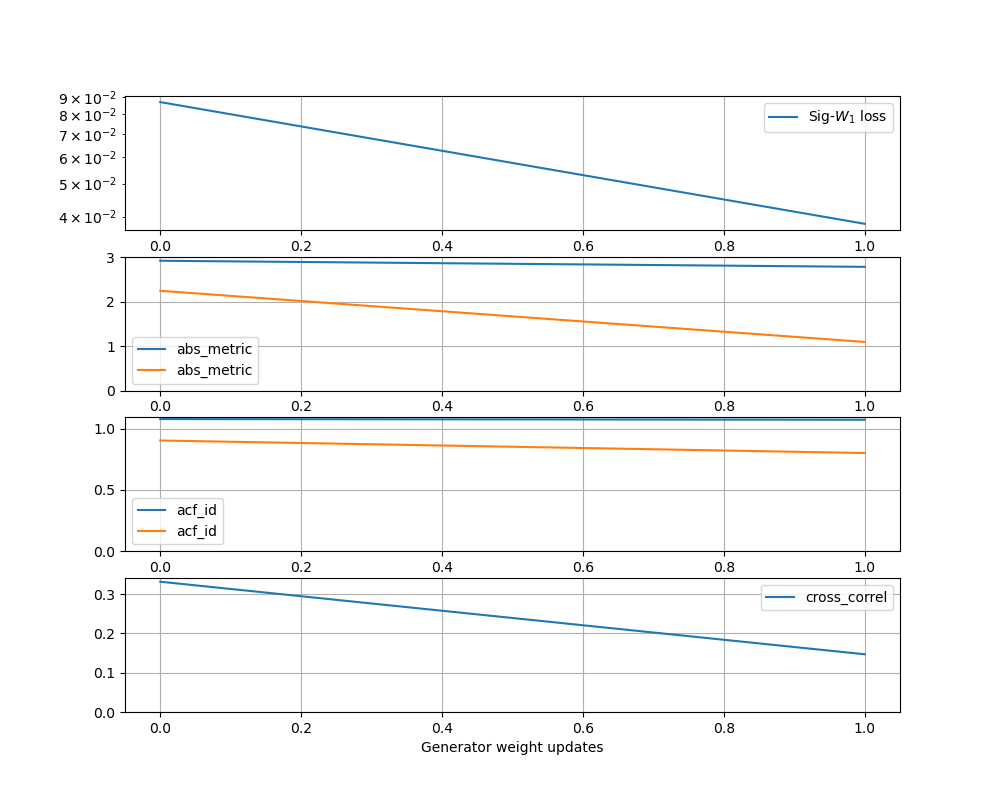 9 × 10⁻²
8 × 10⁻²
7 × 10⁻²
6 × 10⁻²
5 × 10⁻²
4 × 10⁻²
Sig-W₁ loss
0.0 0.2 0.4 0.6 0.8 1.0
3
2
1
0
abs_metric
abs_metric
0.0 0.2 0.4 0.6 0.8 1.0
1.0
0.5
0.0
acf_id
acf_id
0.0 0.2 0.4 0.6 0.8 1.0
0.3
0.2
0.1
0.0
cross_correl
0.0 0.2 0.4 0.6 0.8 1.0
Generator weight updates